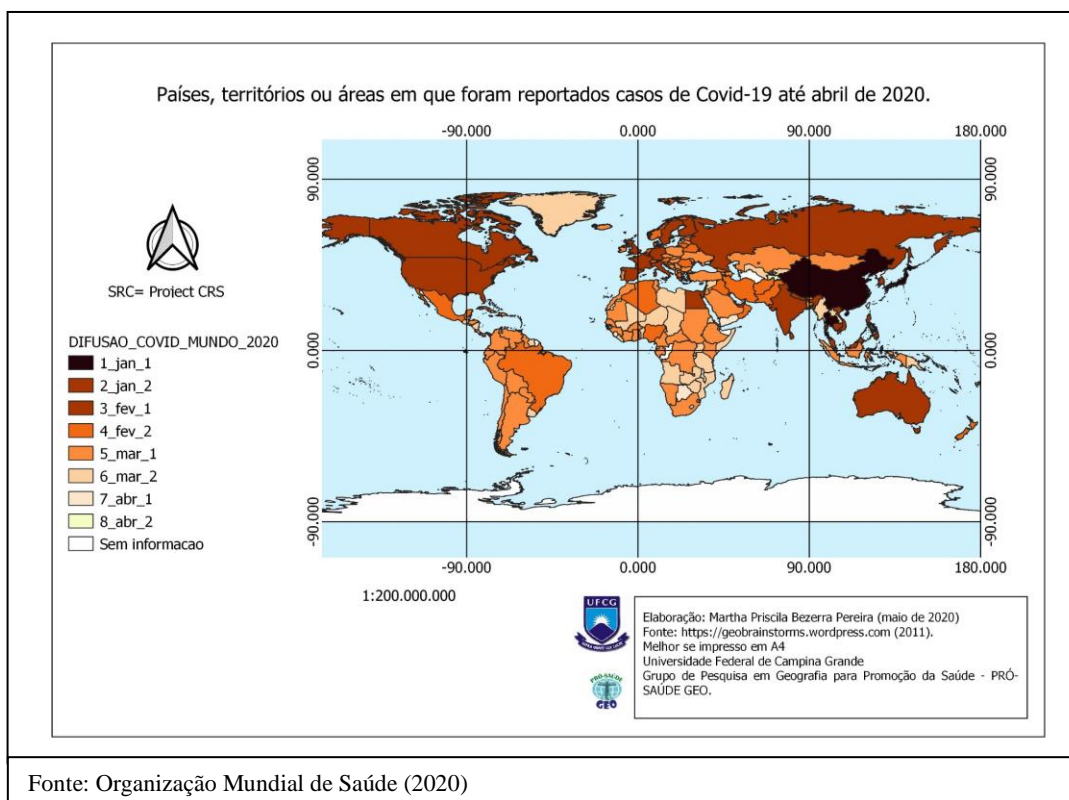 Países, territórios ou áreas em que foram reportados casos de Covid-19 até abril de 2020.
-90.000 0.000 90.000 180.000
90.000 90.000
SRC= Project CRS
DIFUSAO_COVID_MUNDO_2020
1_jan_1
2_jan_2
3_fev_1
4_fev_2
5_mar_1
6_mar_2
7_abr_1
8_abr_2
Sem informacao
0.000 0.000
-90.000 -90.000
-90.000 0.000 90.000 180.000
1:200.000.000
UFCG
PRÓ-SAÚDE
GEO
Elaboração: Martha Priscila Bezerra Pereira (maio de 2020)
Fonte: https://geobrainstorms.wordpress.com (2011).
Melhor se impresso em A4
Universidade Federal de Campina Grande
Grupo de Pesquisa em Geografia para Promoção da Saúde - PRÓ-
SAÚDE GEO.
Fonte: Organização Mundial de Saúde (2020)